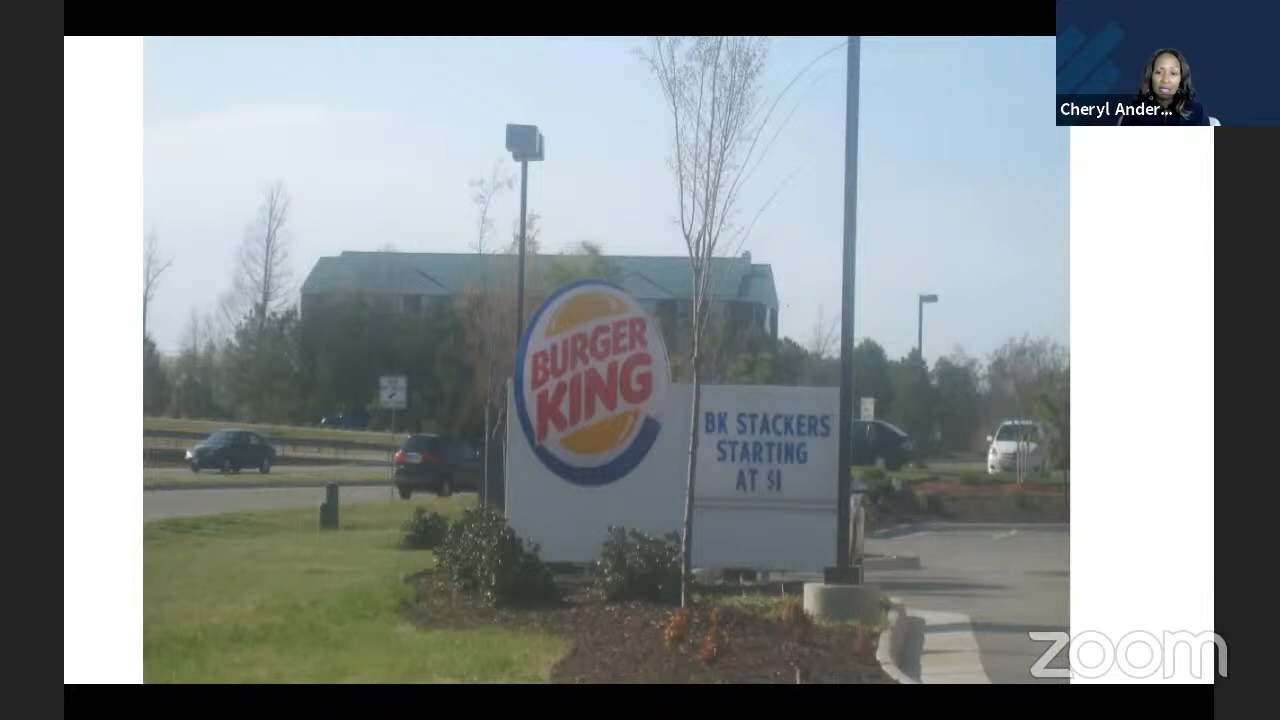 Cheryl Ander...
BURGER
KING
BK STACKERS
STARTING
AT $1
zoom